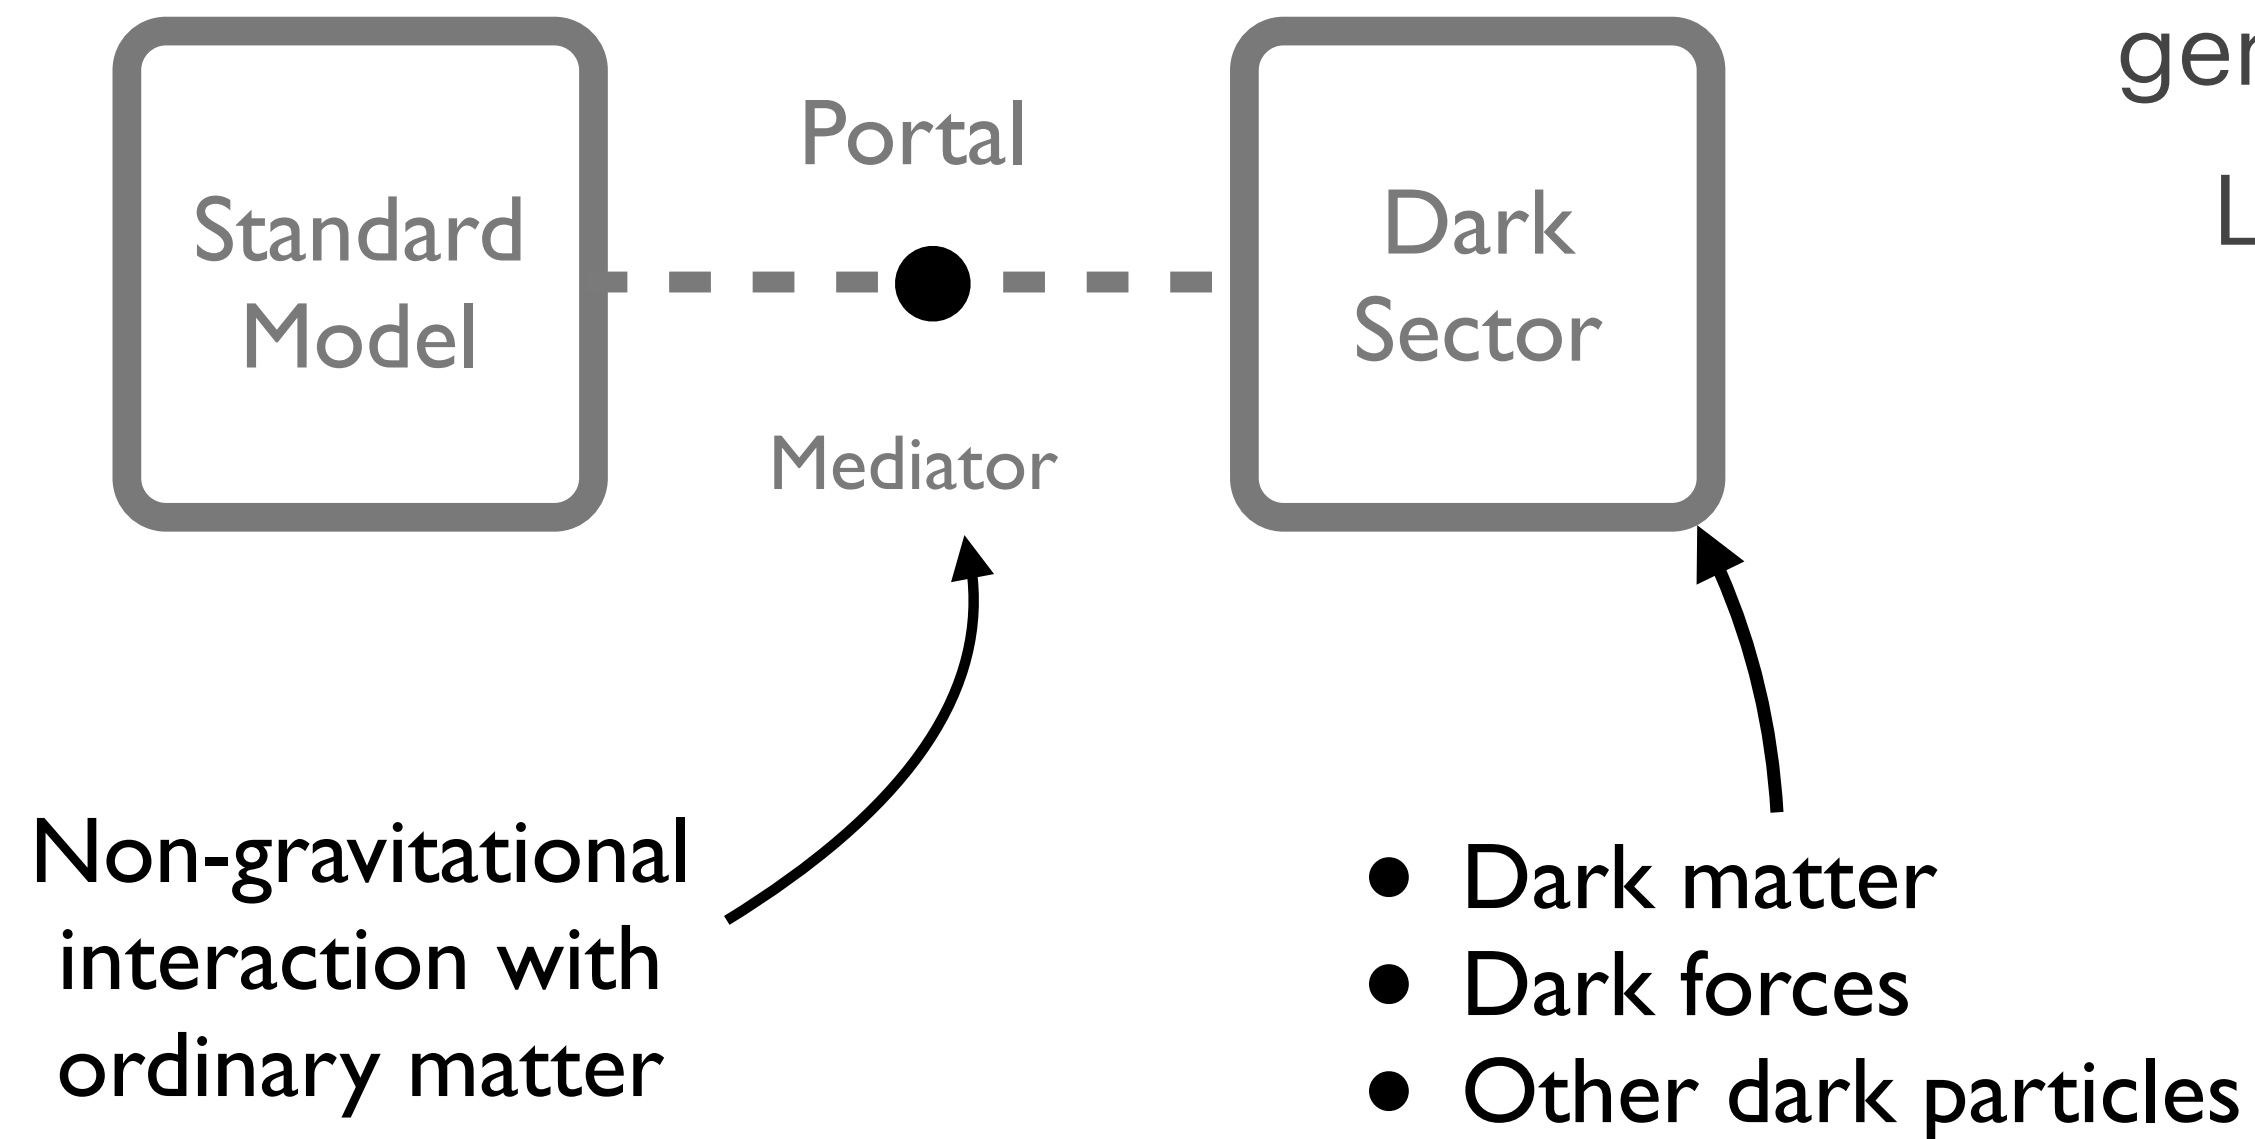 Standard
Model
Portal
Mediator
Dark
Sector
Non-gravitational
interaction with
ordinary matter
● Dark matter
● Dark forces
● Other dark particles